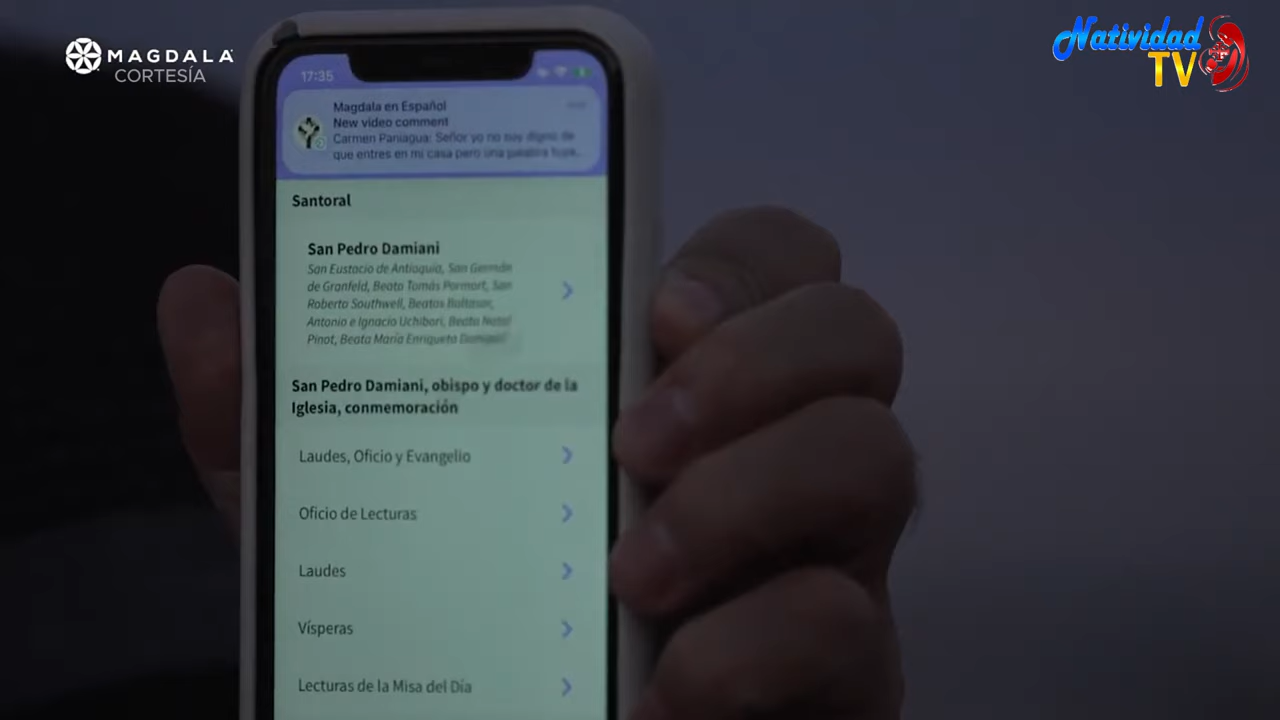 MAGDALA
CORTESÍA
Natividad
TV
17:35
Magdala en Español
New video comment
Carmen Paniagua: Señor yo no soy digno de
que entres en mi casa pero una palabra tuya..
Santoral
San Pedro Damiani
San Eustacio de Antioquia, San Germán
de Granfeld, Beato Tomás Pormort, San
Roberto Southwell, Beatos Baltasar,
Antonio e Ignacio Uchibori, Beato Natal
Pinot, Beata María Enriqueta Dominici
San Pedro Damiani, obispo y doctor de la
Iglesia, conmemoración
Laudes, Oficio y Evangelio
Oficio de Lecturas
Laudes
Vísperas
Lecturas de la Misa del Día